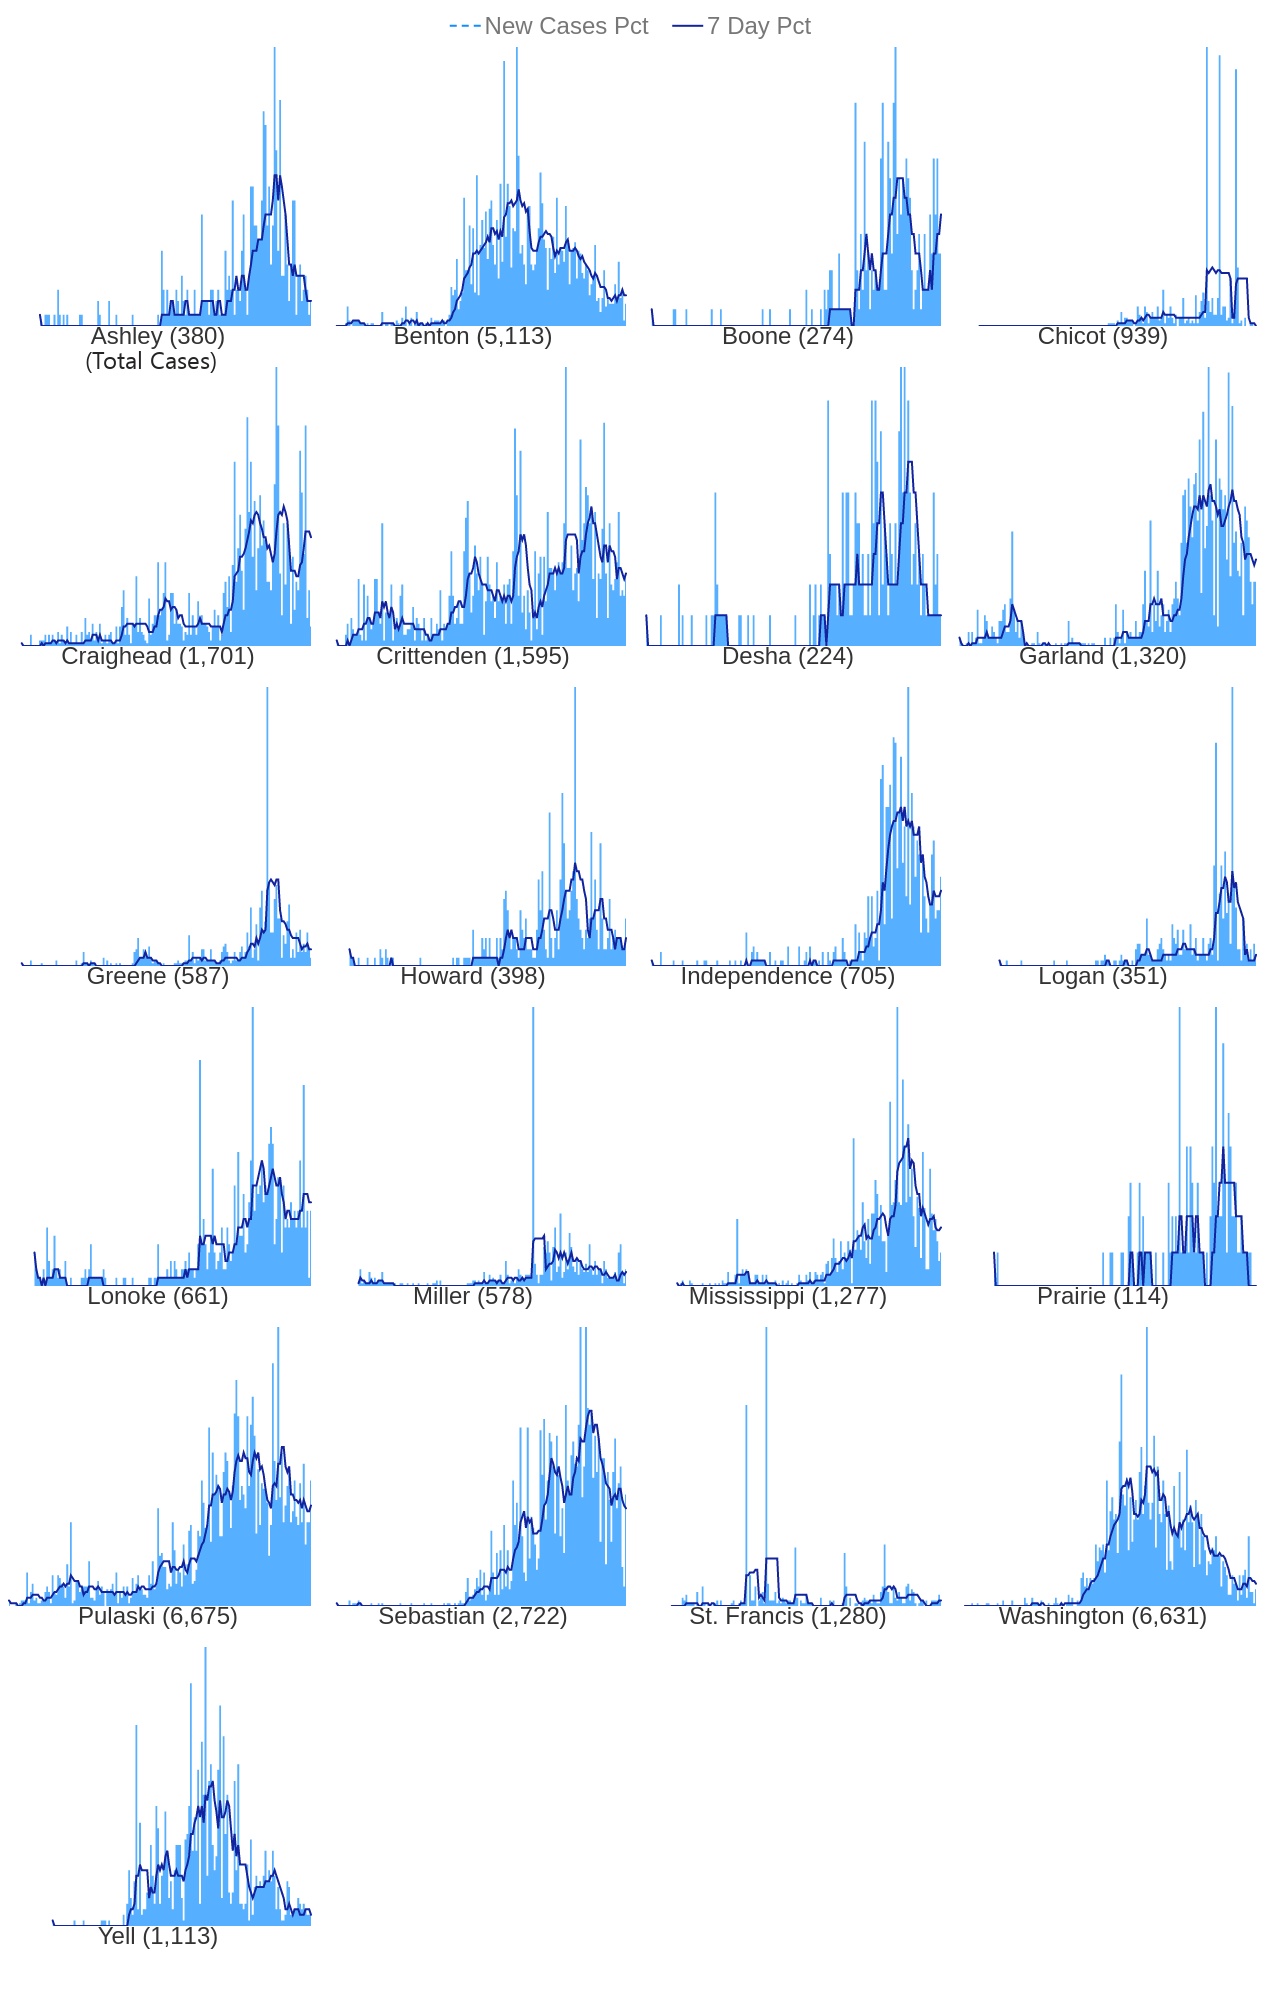 New Cases Pct 7 Day Pct
Ashley (380) Benton (5,113) Boone (274) Chicot (939)
(Total Cases)
Craighead (1,701) Crittenden (1,595) Desha (224) Garland (1,320)
Greene (587) Howard (398) Independence (705) Logan (351)
Lonoke (661) Miller (578) Mississippi (1,277) Prairie (114)
Pulaski (6,675) Sebastian (2,722) St. Francis (1,280) Washington (6,631)
Yell (1,113)